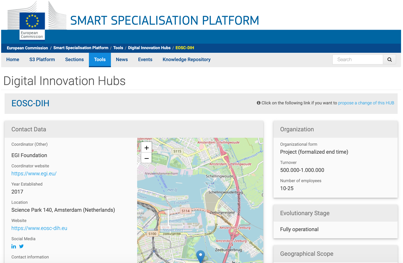 European
Commission
SMART SPECIALISATION PLATFORM
European Commission / Smart Specialisation Platform / Tools / Digital Innovation Hubs / EOSC-DIH
Home S3 Platform Sections Tools News Events Knowledge Repository Search
Digital Innovation Hubs
EOSC-DIH
Click on the following link if you want to propose a change of this HUB
Contact Data
Coordinator (Other)
EGI Foundation
Coordinator website
https://www.egi.eu/
Year Established
2017
Location
Science Park 140, Amsterdam (Netherlands)
Website
https://www.eosc-dih.eu
Social Media
Contact information
+
−
Organization
Organizational form
Project (formalized end time)
Turnover
500.000-1.000.000
Number of employees
10-25
Evolutionary Stage
Fully operational
Geographical Scope